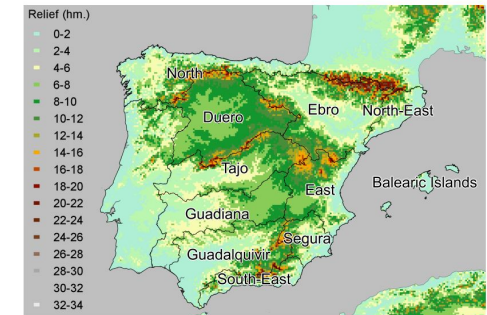 Relief (hm.)
0-2
2-4
4-6
6-8
8-10
10-12
12-14
14-16
16-18
18-20
20-22
22-24
24-26
26-28
28-30
30-32
32-34
North
Ebro
North-East
Duero
Tajo
East
Balearic Islands
Guadiana
Segura
Guadalquivir
South-East